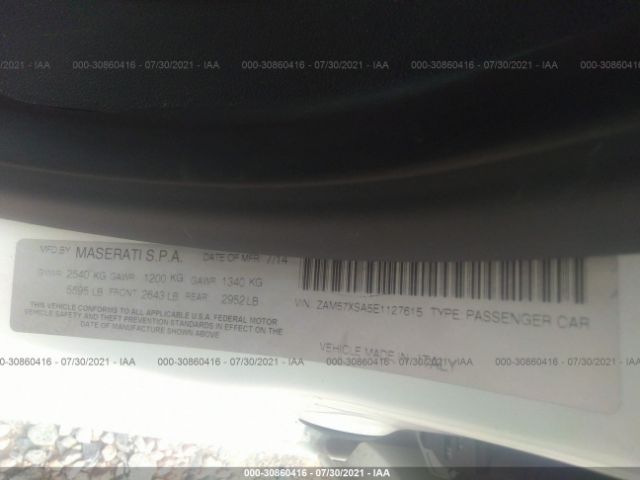 000-30860416 - 07/30/2021 - IAA
MFD BY MASERATI S.P.A. DATE OF MFR 7/14
GVWR 2540 KG GAWR 1200 KG GAWR 1340 KG
5595 LB FRONT 2643 LB REAR 2952 LB
THIS VEHICLE CONFORMS TO ALL APPLICABLE U.S.A. FEDERAL MOTOR
VEHICLE SAFETY AND THEFT PREVENTION STANDARDS IN EFFECT ON THE
DATE OF MANUFACTURE SHOWN ABOVE
VIN ZAM57XSA5E1127615 TYPE PASSENGER CAR
VEHICLE MADE IN ITALY
000-30860416 - 07/30/2021 - IAA
000-30860416 - 07/30/2021 - IAA